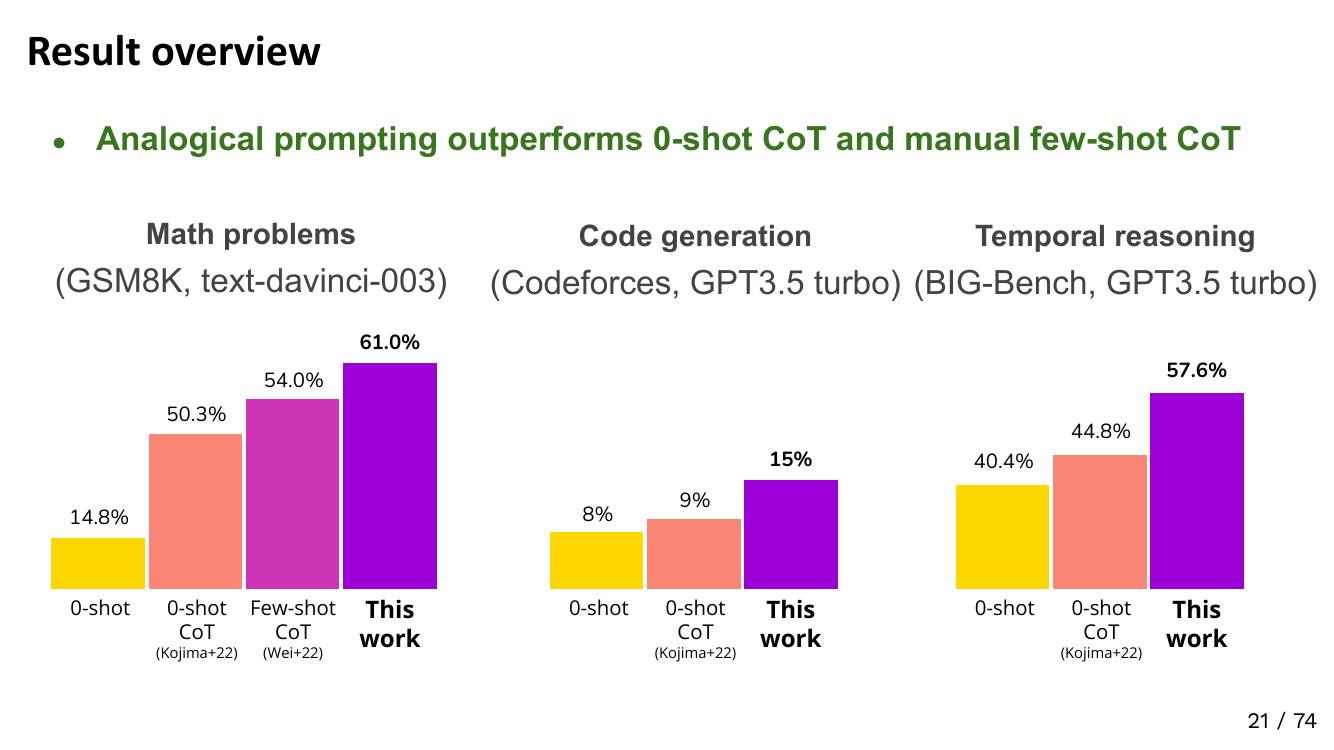 Result overview
● Analogical prompting outperforms 0-shot CoT and manual few-shot CoT
Math problems
(GSM8K, text-davinci-003)
61.0%
54.0%
50.3%
14.8%
0-shot
0-shot
CoT
(Kojima+22)
Few-shot
CoT
(Wei+22)
This
work
Code generation
(Codeforces, GPT3.5 turbo)
15%
9%
8%
0-shot
0-shot
CoT
(Kojima+22)
This
work
Temporal reasoning
(BIG-Bench, GPT3.5 turbo)
57.6%
44.8%
40.4%
0-shot
0-shot
CoT
(Kojima+22)
This
work
21 / 74